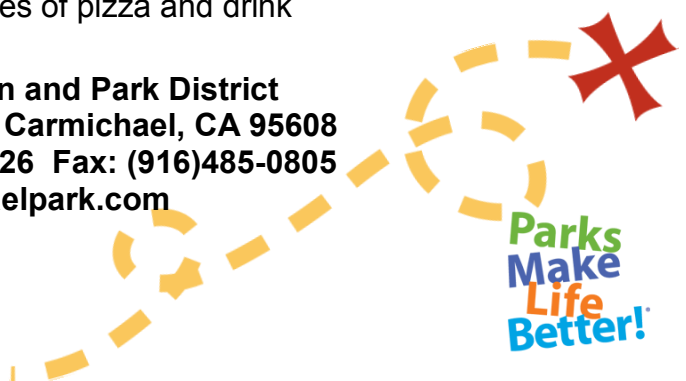 es of pizza and drink
n and Park District
Carmichael, CA 95608
26 Fax: (916)485-0805
elpark.com
Parks
Make
Life
Better!